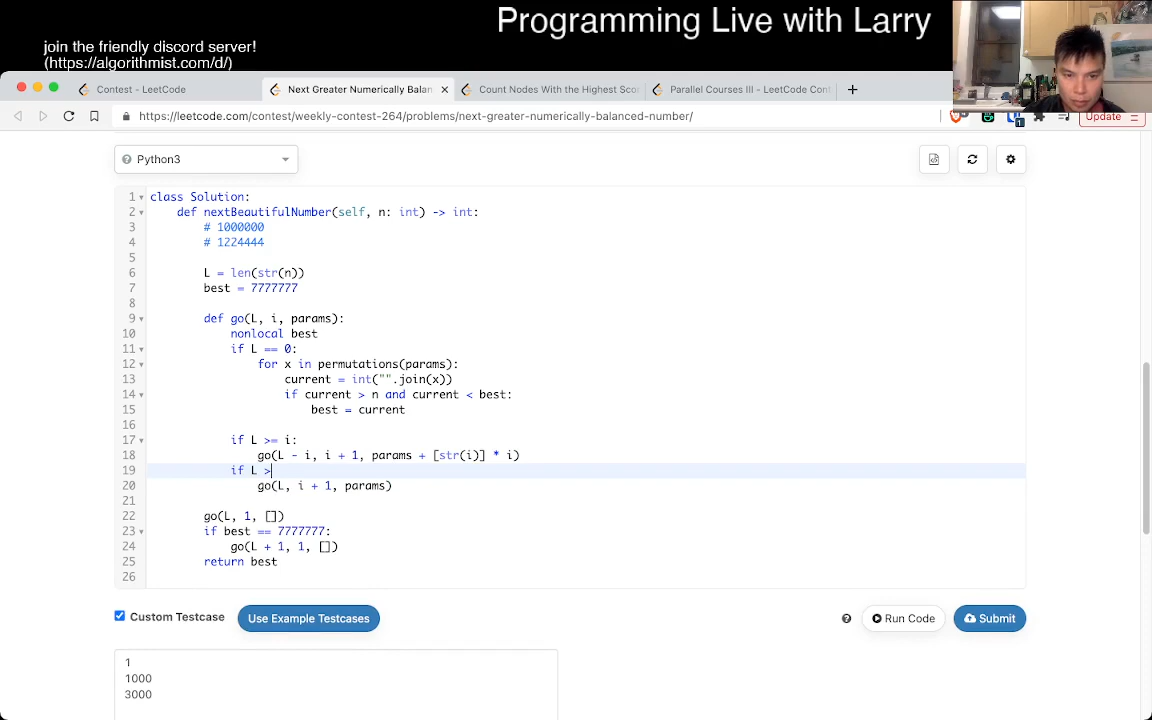 Programming Live with Larry
join the friendly discord server!
(https://algorithmist.com/d/)
Contest - LeetCode
Next Greater Numerically Balan
Count Nodes With the Highest Sco
Parallel Courses III - LeetCode Con
https://leetcode.com/contest/weekly-contest-264/problems/next-greater-numerically-balanced-number/
1
Update
Python3
1 class Solution:
2 def nextBeautifulNumber(self, n: int) -> int:
3 # 1000000
4 # 1224444
5
6 L = len(str(n))
7 best = 7777777
8
9 def go(L, i, params):
10 nonlocal best
11 if L == 0:
12 for x in permutations(params):
13 current = int("".join(x))
14 if current > n and current < best:
15 best = current
16
17 if L >= i:
18 go(L - i, i + 1, params + [str(i)] * i)
19 if L >
20 go(L, i + 1, params)
21
22 go(L, 1, [])
23 if best == 7777777:
24 go(L + 1, 1, [])
25 return best
26
Custom Testcase
Use Example Testcases
Run Code
Submit
1
1000
3000